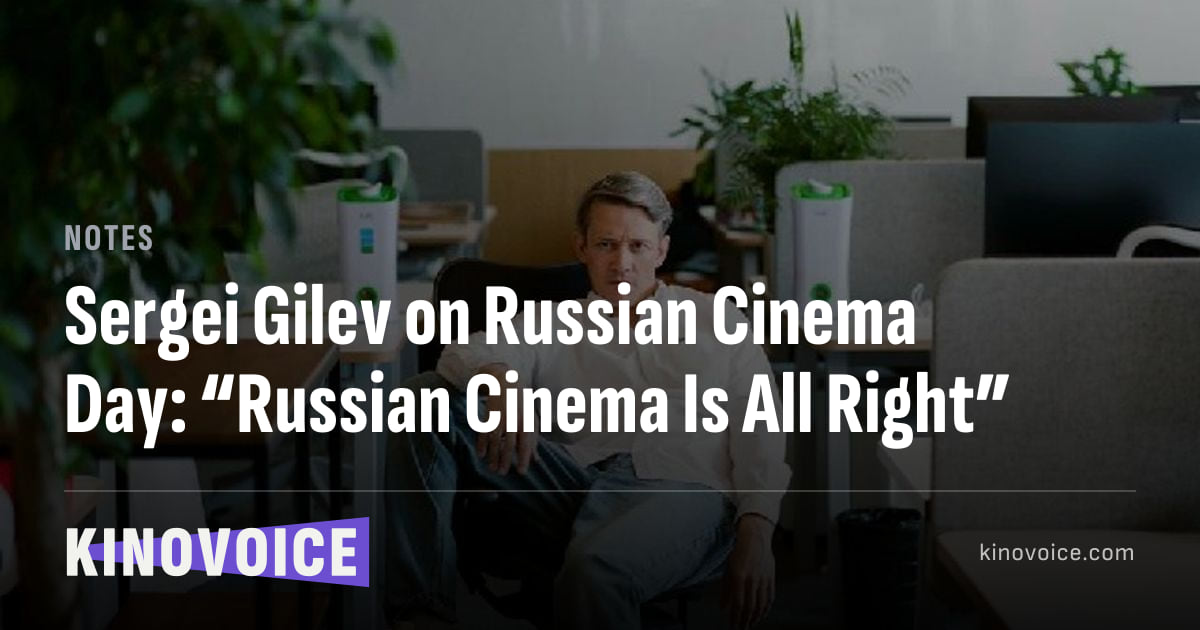 NOTES
Sergei Gilev on Russian Cinema
Day: “Russian Cinema Is All Right”
KINOVOICE
kinovoice.com